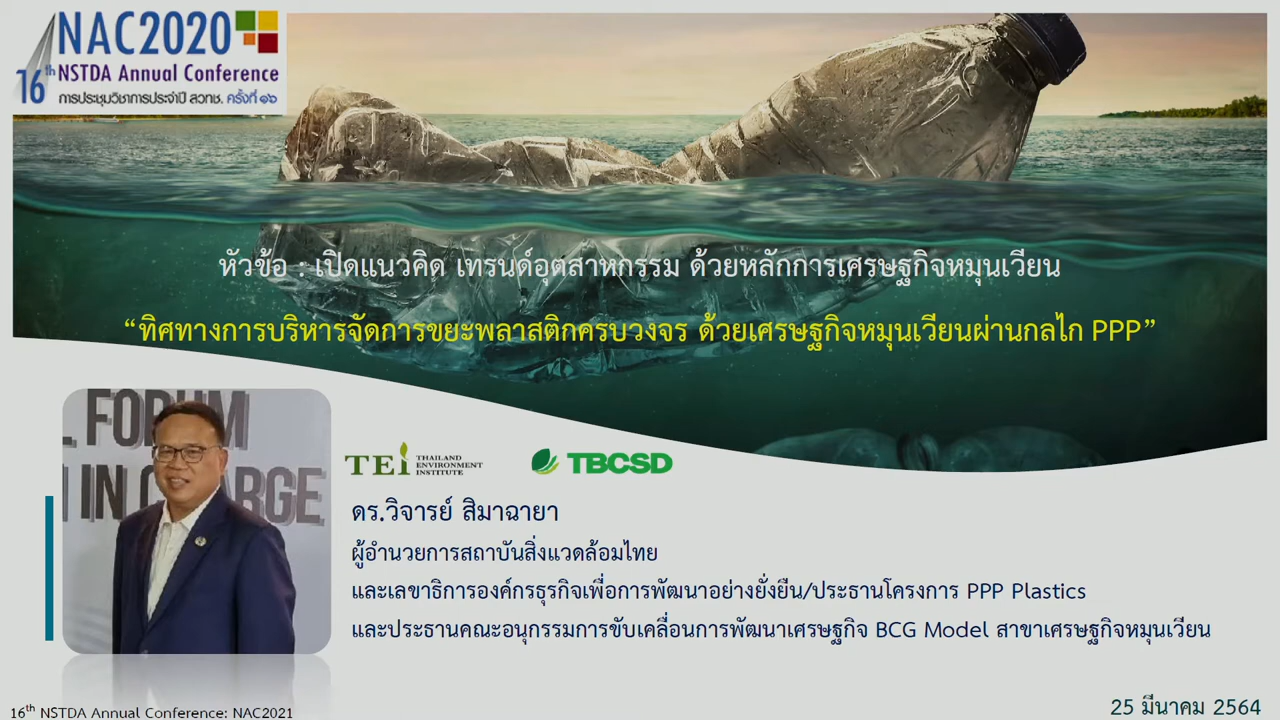 NAC2020
16th NSTDA Annual Conference
การประชุมวิชาการประจำปี สวทช. ครั้งที่ ๑๖
หัวข้อ : เปิดแนวคิด เทรนด์อุตสาหกรรม ด้วยหลักการเศรษฐกิจหมุนเวียน
“ทิศทางการบริหารจัดการขยะพลาสติกครบวงจร ด้วยเศรษฐกิจหมุนเวียนผ่านกลไก PPP”
FORUM
IN CHARGE
TEI THAILAND ENVIRONMENT INSTITUTE
TBCSD
ดร.วิจารย์ สิมาฉายา
ผู้อำนวยการสถาบันสิ่งแวดล้อมไทย
และเลขาธิการองค์กรธุรกิจเพื่อการพัฒนาอย่างยั่งยืน/ประธานโครงการ PPP Plastics
และประธานคณะอนุกรรมการขับเคลื่อนการพัฒนาเศรษฐกิจ BCG Model สาขาเศรษฐกิจหมุนเวียน
16th NSTDA Annual Conference: NAC2021
25 มีนาคม 2564